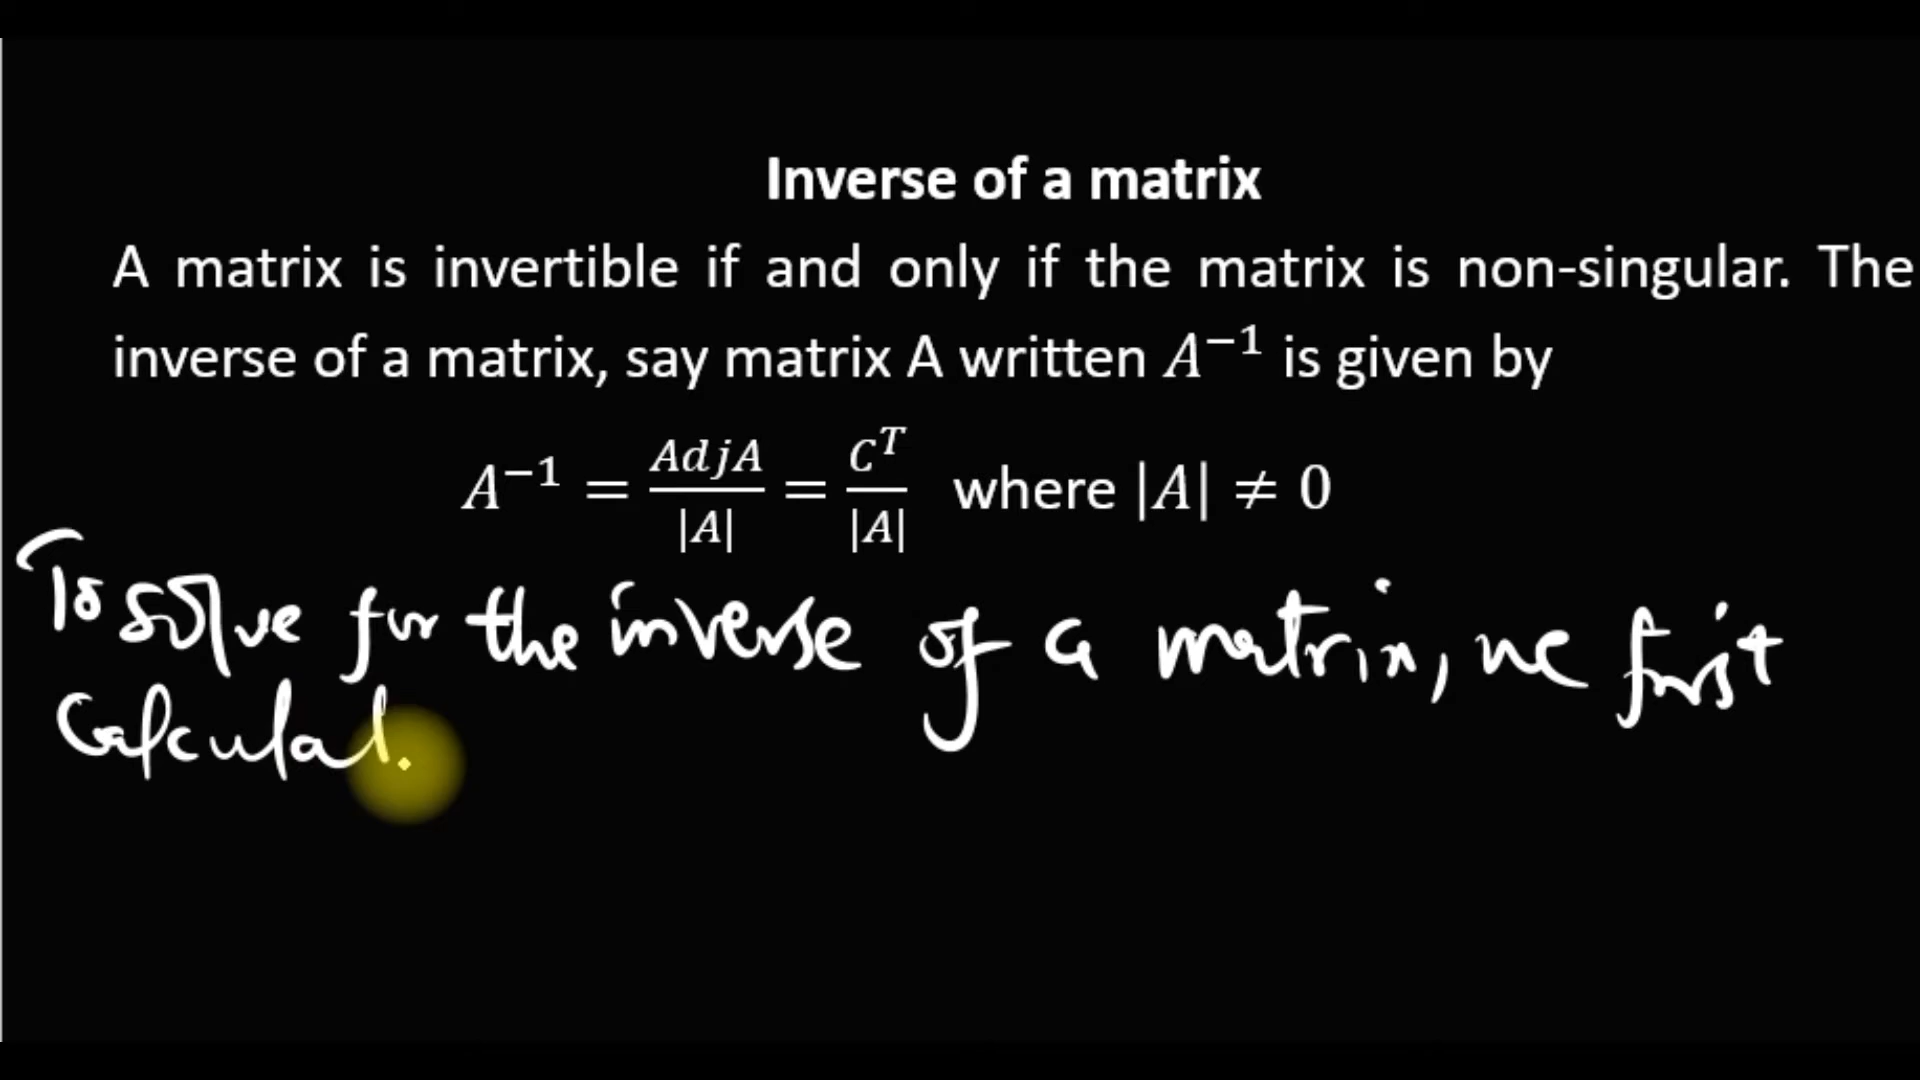 Inverse of a matrix
A matrix is invertible if and only if the matrix is non-singular. The
inverse of a matrix, say matrix A written A⁻¹ is given by
A⁻¹ = AdjA/|A| = Cᵀ/|A| where |A| ≠ 0
To solve for the inverse of a matrix, we first
Calculat